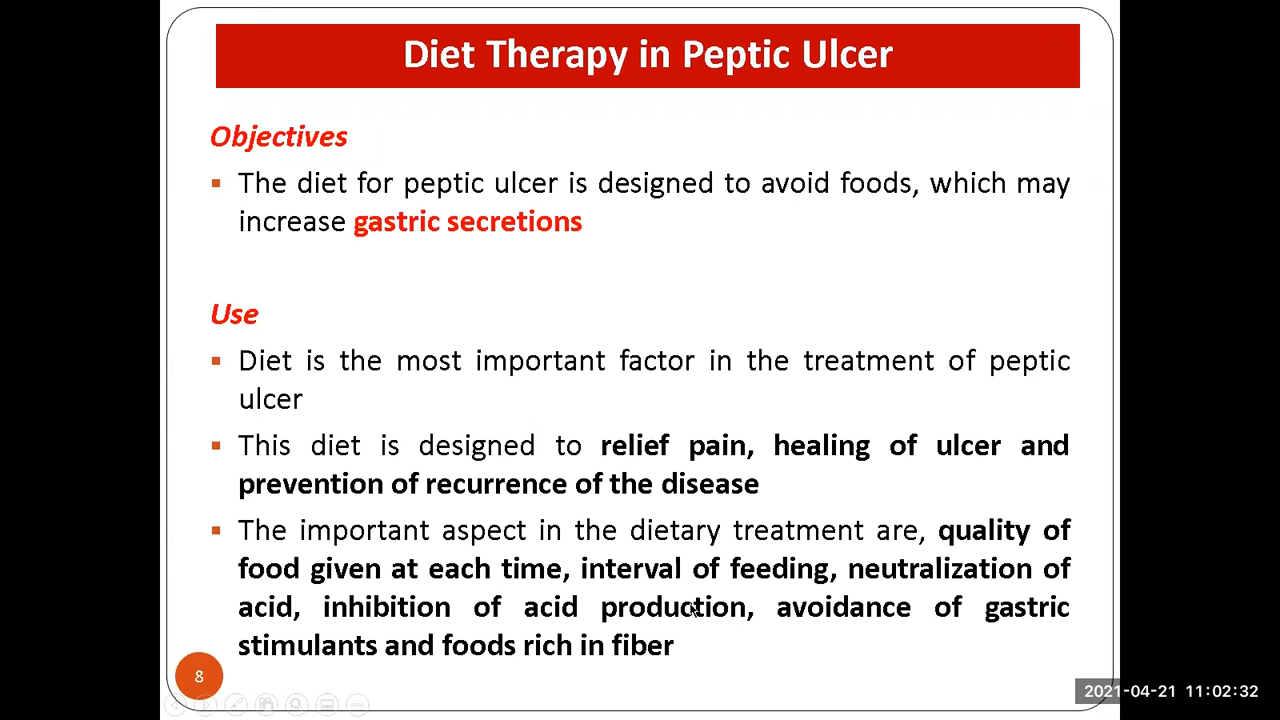 Diet Therapy in Peptic Ulcer
Objectives
▪ The diet for peptic ulcer is designed to avoid foods, which may
increase gastric secretions
Use
▪ Diet is the most important factor in the treatment of peptic
ulcer
▪ This diet is designed to relief pain, healing of ulcer and
prevention of recurrence of the disease
▪ The important aspect in the dietary treatment are, quality of
food given at each time, interval of feeding, neutralization of
acid, inhibition of acid production, avoidance of gastric
stimulants and foods rich in fiber
8
2021-04-21 11:02:32